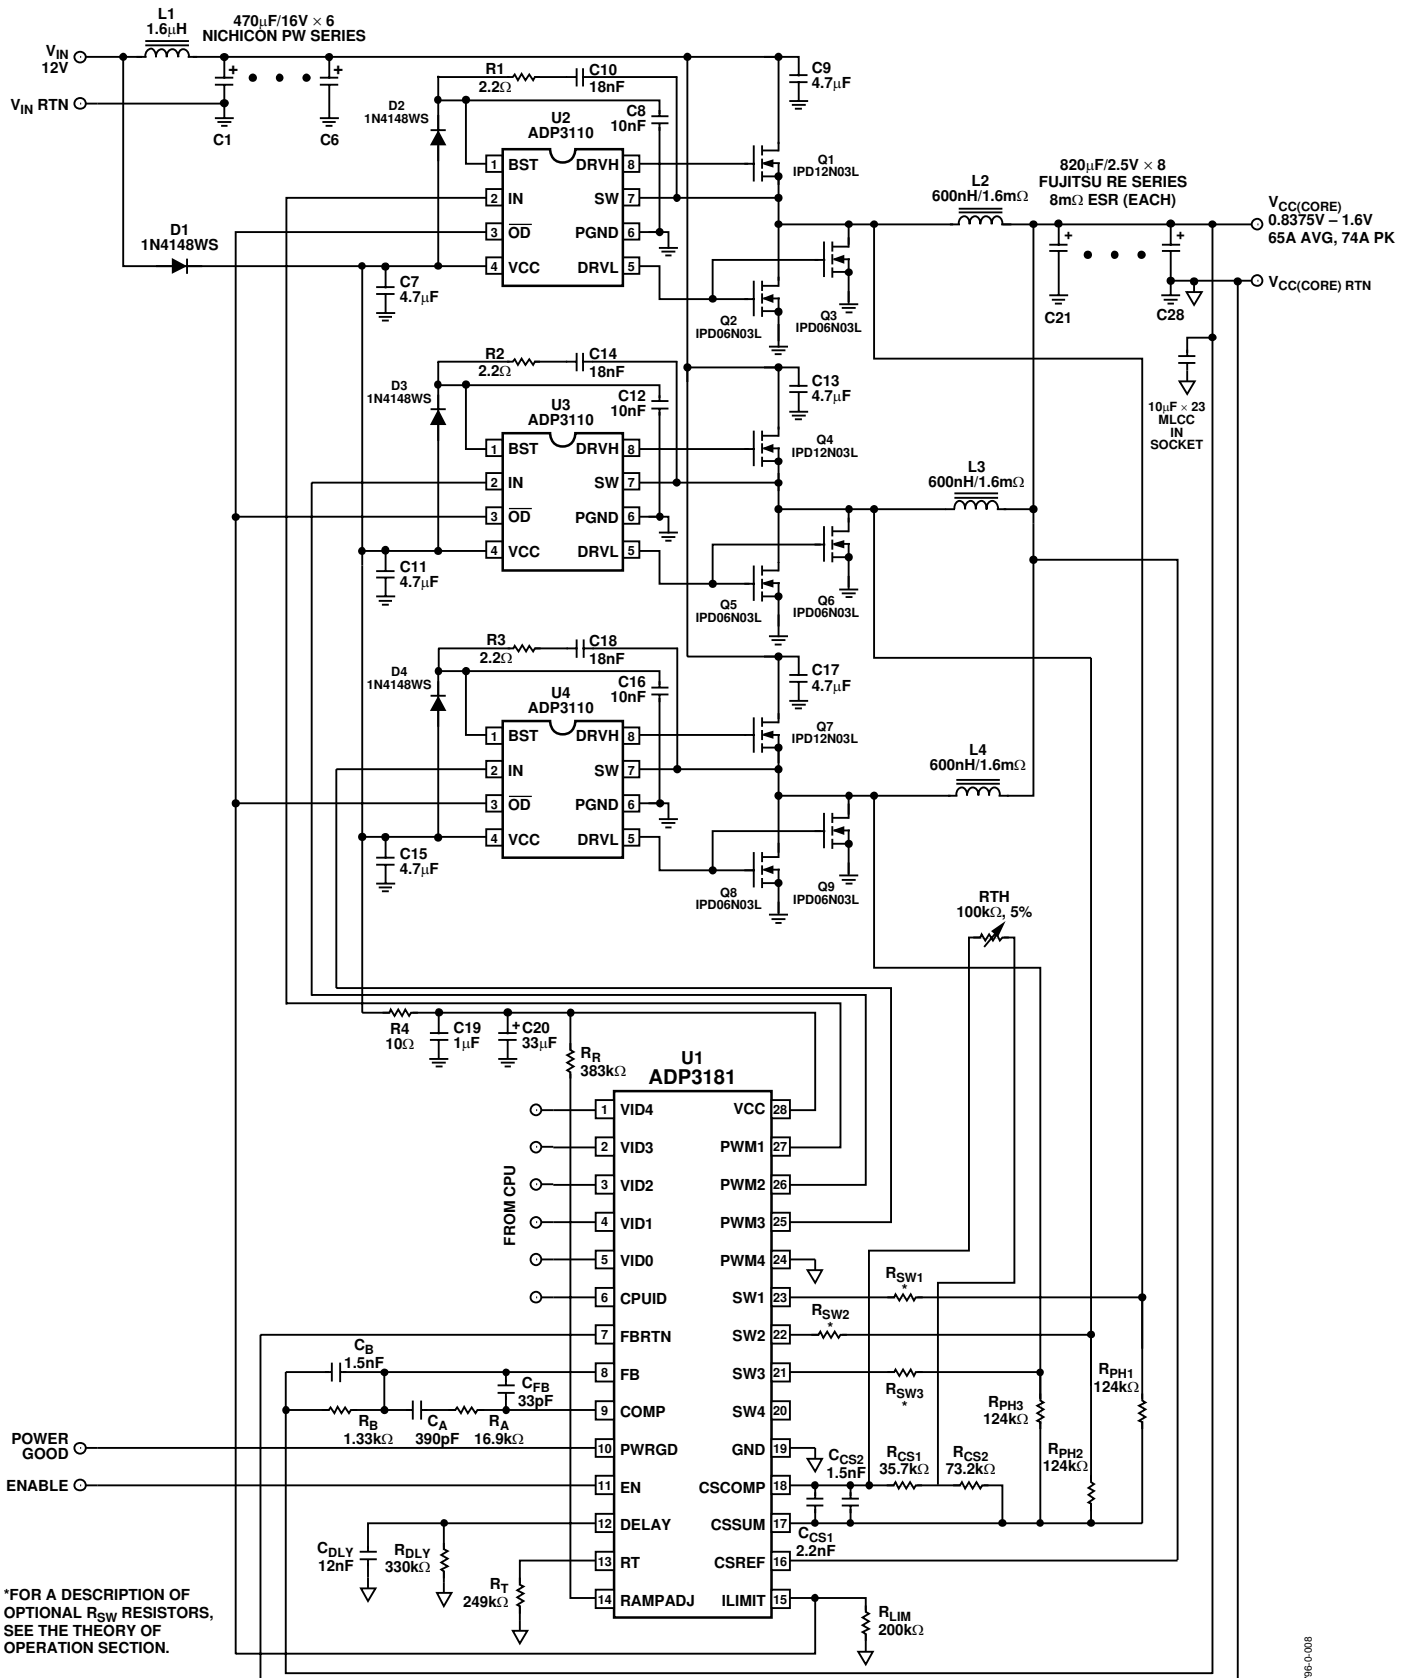 L1
1.6μH
470μF/16V × 6
NICHICON PW SERIES
VIN
12V
VIN RTN
C1
C6
D1
1N4148WS
D2
1N4148WS
R1
2.2Ω
C10
18nF
C8
10nF
C9
4.7μF
U2
ADP3110
1 BST
2 IN
3 OD
4 VCC
DRVH 8
SW 7
PGND 6
DRVL 5
C7
4.7μF
Q1
IPD12N03L
Q2
IPD06N03L
Q3
IPD06N03L
L2
600nH/1.6mΩ
820μF/2.5V × 8
FUJITSU RE SERIES
8mΩ ESR (EACH)
VCC(CORE)
0.8375V – 1.6V
65A AVG, 74A PK
VCC(CORE) RTN
C21
C28
10μF × 23
MLCC
IN
SOCKET
D3
1N4148WS
R2
2.2Ω
C14
18nF
C12
10nF
C13
4.7μF
U3
ADP3110
1 BST
2 IN
3 OD
4 VCC
DRVH 8
SW 7
PGND 6
DRVL 5
C11
4.7μF
Q4
IPD12N03L
Q5
IPD06N03L
Q6
IPD06N03L
L3
600nH/1.6mΩ
D4
1N4148WS
R3
2.2Ω
C18
18nF
C16
10nF
C17
4.7μF
U4
ADP3110
1 BST
2 IN
3 OD
4 VCC
DRVH 8
SW 7
PGND 6
DRVL 5
C15
4.7μF
Q7
IPD12N03L
Q8
IPD06N03L
Q9
IPD06N03L
L4
600nH/1.6mΩ
RTH
100kΩ, 5%
R4
10Ω
C19
1μF
C20
33μF
RR
383kΩ
U1
ADP3181
FROM CPU
1 VID4
2 VID3
3 VID2
4 VID1
5 VID0
6 CPUID
7 FBRTN
8 FB
9 COMP
10 PWRGD
11 EN
12 DELAY
13 RT
14 RAMPADJ
VCC 28
PWM1 27
PWM2 26
PWM3 25
PWM4 24
SW1 23
SW2 22
SW3 21
SW4 20
GND 19
CSCOMP 18
CSSUM 17
CSREF 16
ILIMIT 15
RSW1
*
RSW2
*
RSW3
*
RPH1
124kΩ
RPH3
124kΩ
RPH2
124kΩ
CCS2
1.5nF
RCS1
35.7kΩ
RCS2
73.2kΩ
CCS1
2.2nF
RLIM
200kΩ
CB
1.5nF
CFB
33pF
RB
1.33kΩ
CA
390pF
RA
16.9kΩ
POWER
GOOD
ENABLE
CDLY
12nF
RDLY
330kΩ
RT
249kΩ
*FOR A DESCRIPTION OF
OPTIONAL RSW RESISTORS,
SEE THE THEORY OF
OPERATION SECTION.